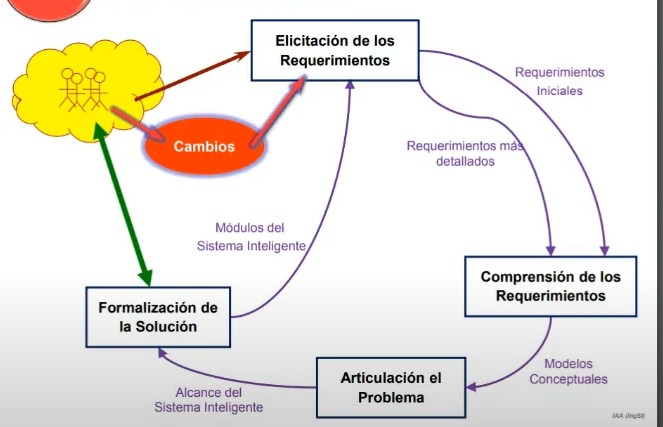 Elicitación de los
Requerimientos
Requerimientos
Iniciales
Cambios
Requerimientos más
detallados
Módulos del
Sistema Inteligente
Comprensión de los
Requerimientos
Formalización de
la Solución
Modelos
Conceptuales
Articulación el
Problema
Alcance del
Sistema Inteligente
IAA (IngSI)